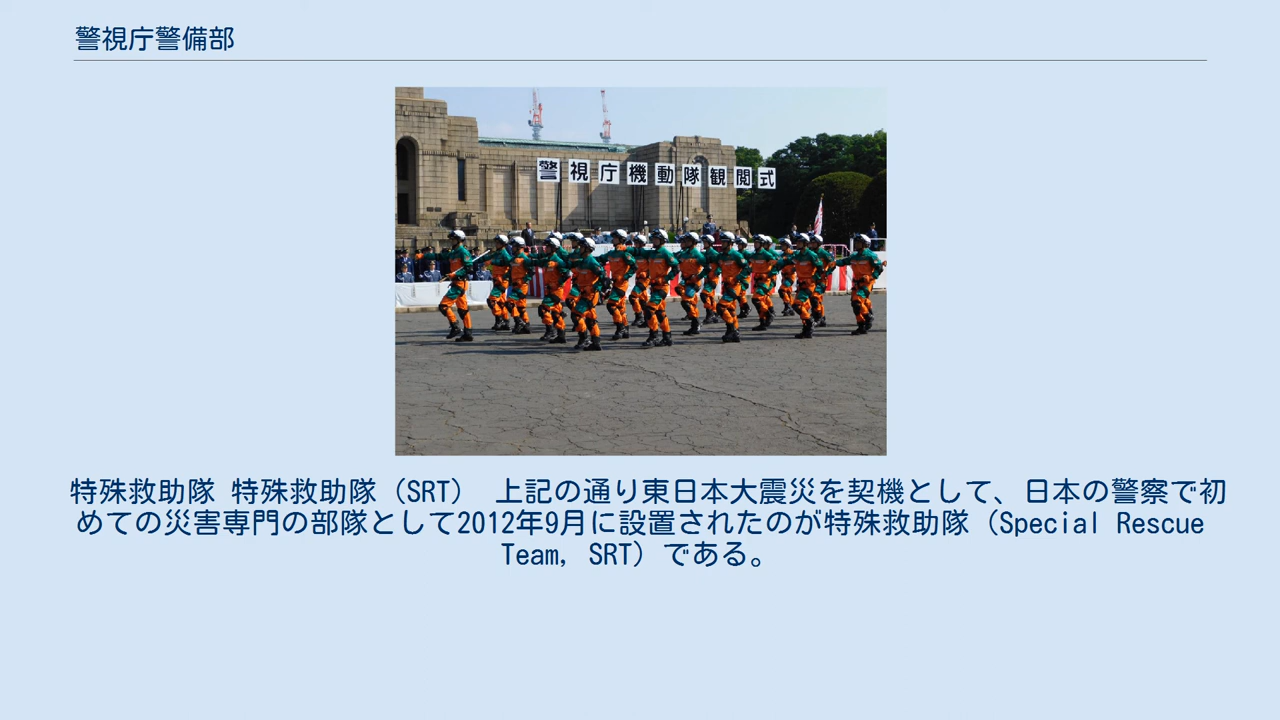 警視庁警備部
警視庁機動隊観閲式
特殊救助隊 特殊救助隊（SRT） 上記の通り東日本大震災を契機として、日本の警察で初
めての災害専門の部隊として2012年9月に設置されたのが特殊救助隊（Special Rescue
Team, SRT）である。